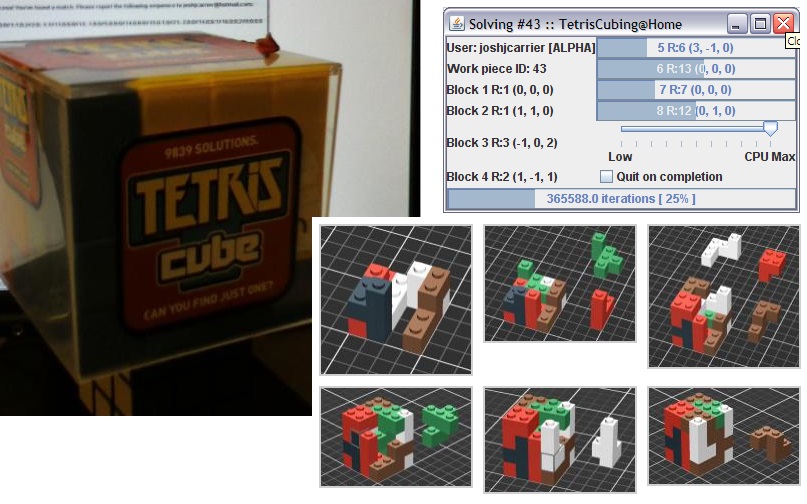 Success! You've found a match. Please report the following sequence to joshjcarrier@hotmail.com:
9839 SOLUTIONS.
TETRIS
cube
CAN YOU FIND JUST ONE?
TETRIS
cube
Solving #43 :: TetrisCubing@Home
Clo
User: joshjcarrier [ALPHA]
5 R:6 (3, -1, 0)
Work piece ID: 43
6 R:13 (0, 0, 0)
Block 1 R:1 (0, 0, 0)
7 R:7 (0, 0, 0)
Block 2 R:1 (1, 1, 0)
8 R:12 (0, 1, 0)
Block 3 R:3 (-1, 0, 2)
Low
CPU Max
Block 4 R:2 (1, -1, 1)
Quit on completion
365588.0 iterations [ 25% ]